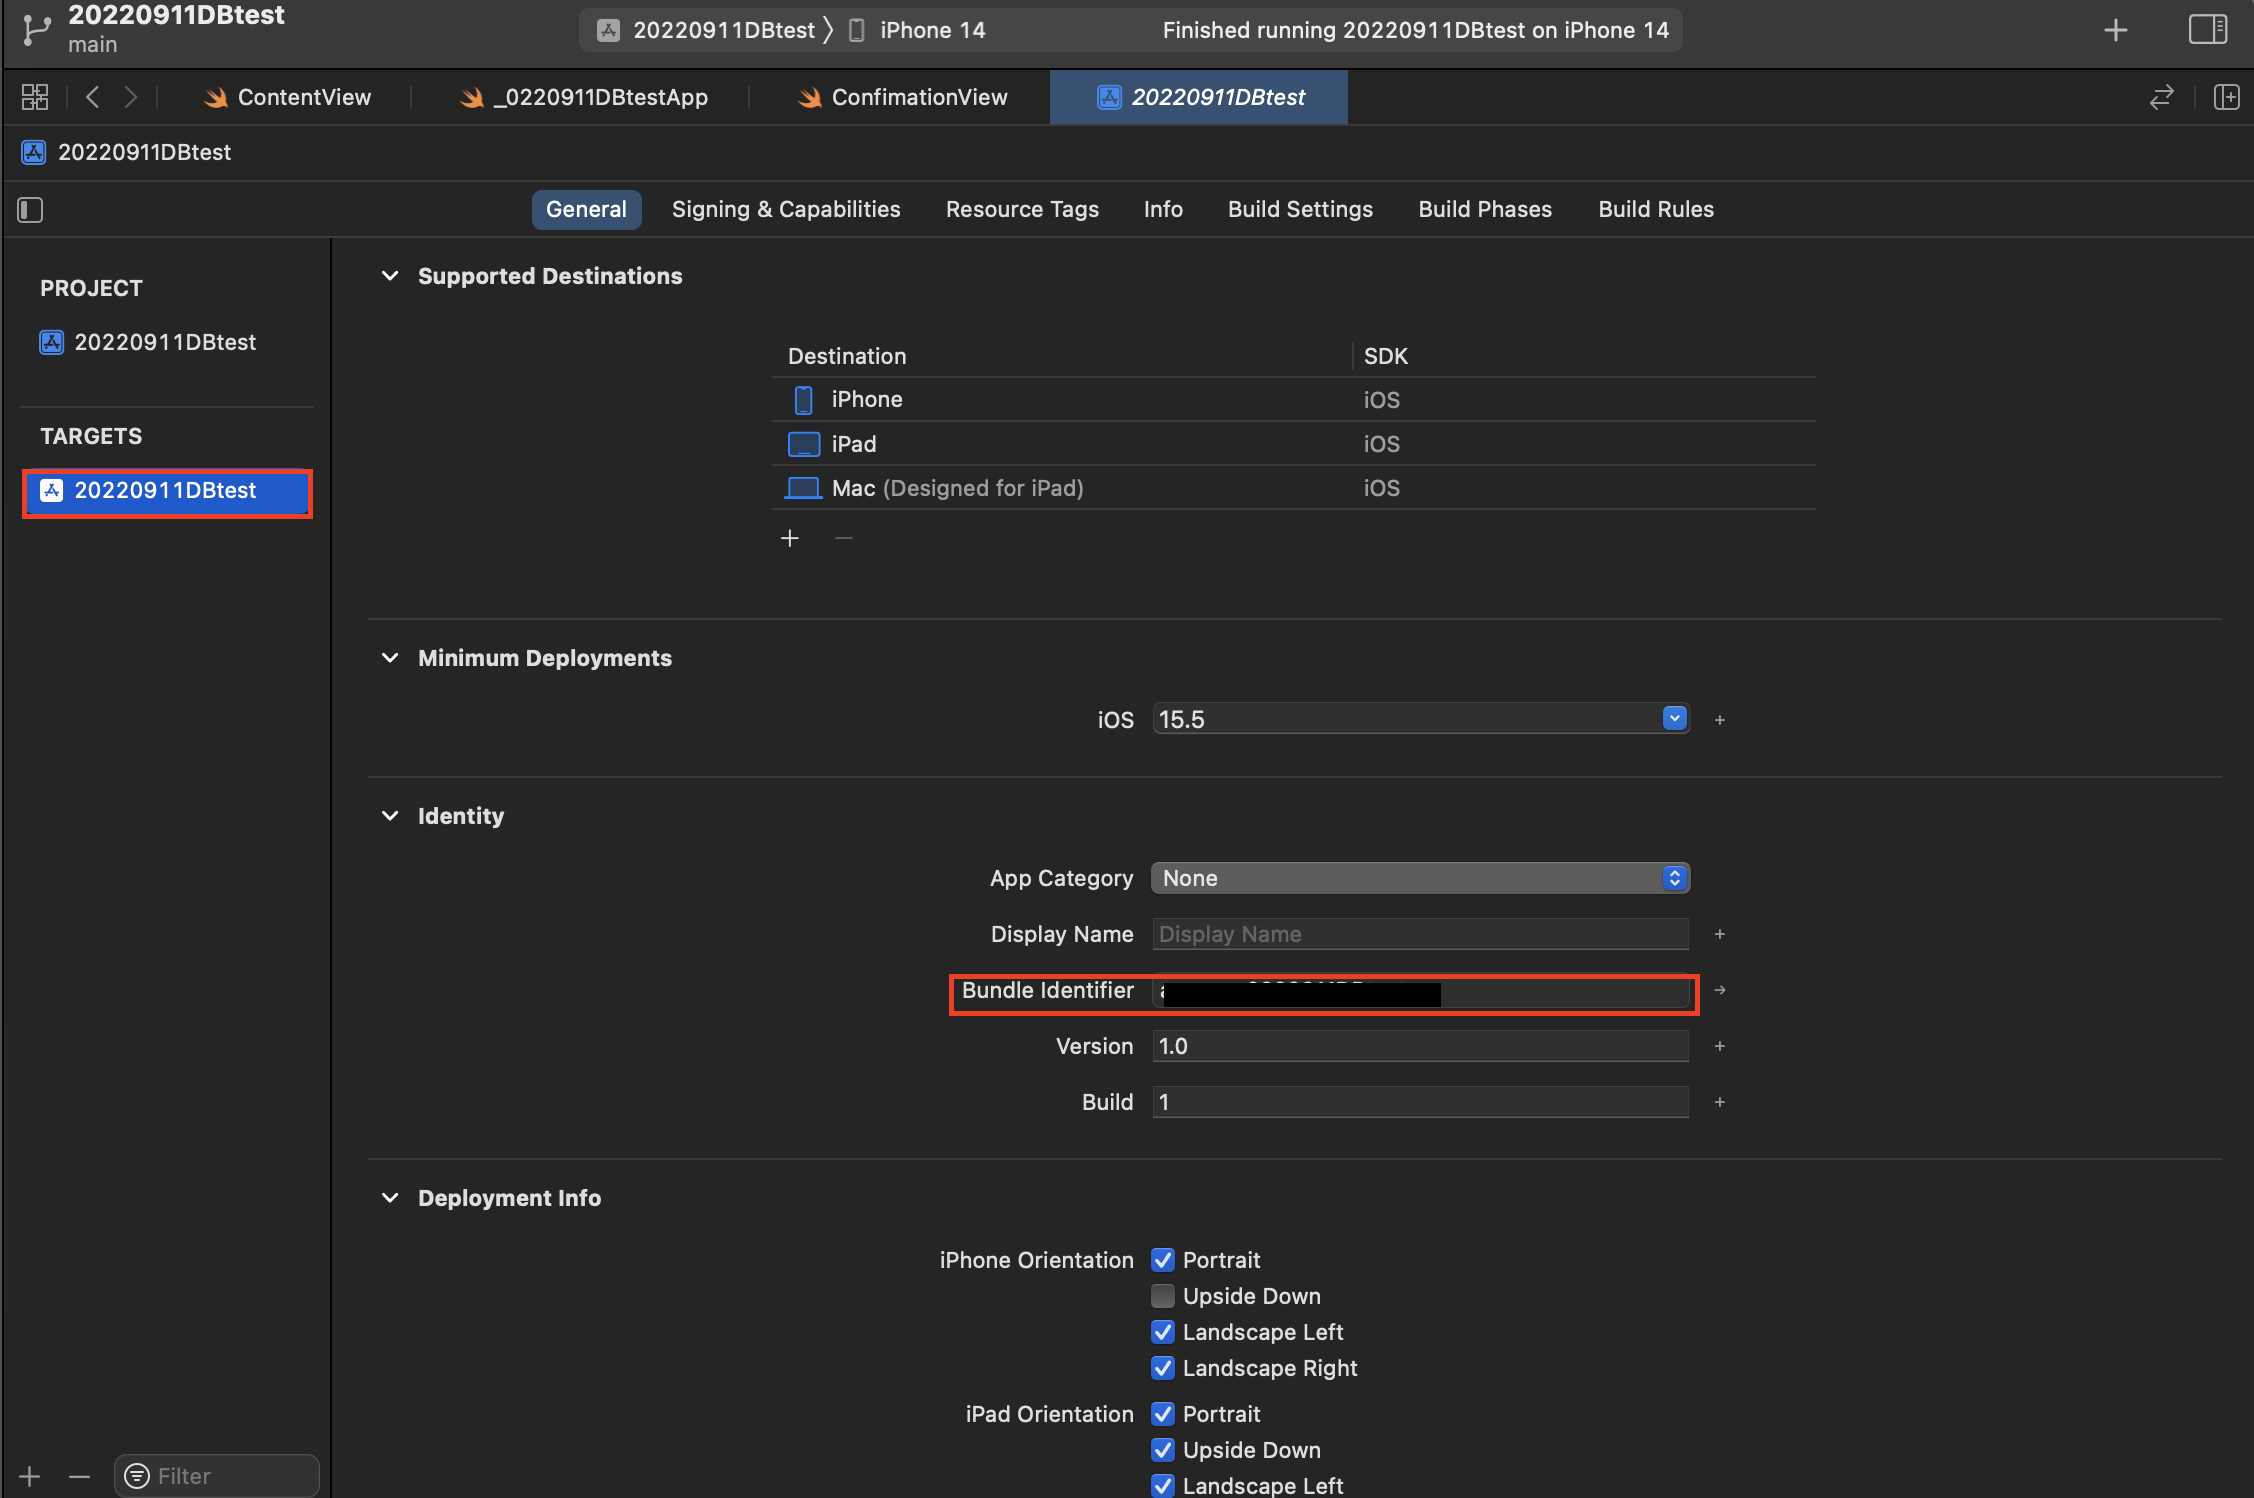 20220911DBtest
main
20220911DBtest 〉 iPhone 14
Finished running 20220911DBtest on iPhone 14
ContentView
_0220911DBtestApp
ConfimationView
20220911DBtest
20220911DBtest
General
Signing & Capabilities
Resource Tags
Info
Build Settings
Build Phases
Build Rules
PROJECT
20220911DBtest
TARGETS
20220911DBtest
Supported Destinations
Destination
SDK
iPhone
iOS
iPad
iOS
Mac (Designed for iPad)
iOS
Minimum Deployments
iOS
15.5
Identity
App Category
None
Display Name
Display Name
Bundle Identifier
Version
1.0
Build
1
Deployment Info
iPhone Orientation
Portrait
Upside Down
Landscape Left
Landscape Right
iPad Orientation
Portrait
Upside Down
Landscape Left
Filter